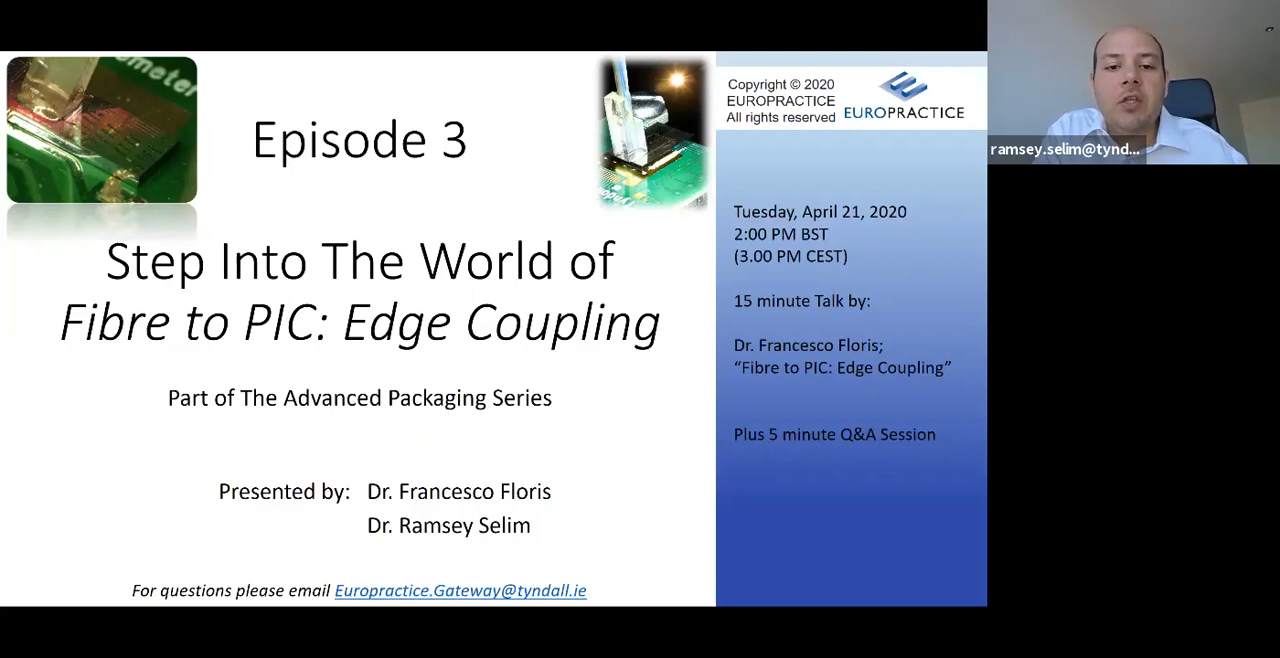 Episode 3
Step Into The World of
Fibre to PIC: Edge Coupling
Part of The Advanced Packaging Series
Presented by: Dr. Francesco Floris
Dr. Ramsey Selim
For questions please email Europractice.Gateway@tyndall.ie
Copyright © 2020
EUROPRACTICE
All rights reserved
EUROPRACTICE
Tuesday, April 21, 2020
2:00 PM BST
(3.00 PM CEST)
15 minute Talk by:
Dr. Francesco Floris;
“Fibre to PIC: Edge Coupling”
Plus 5 minute Q&A Session
ramsey.selim@tynd...